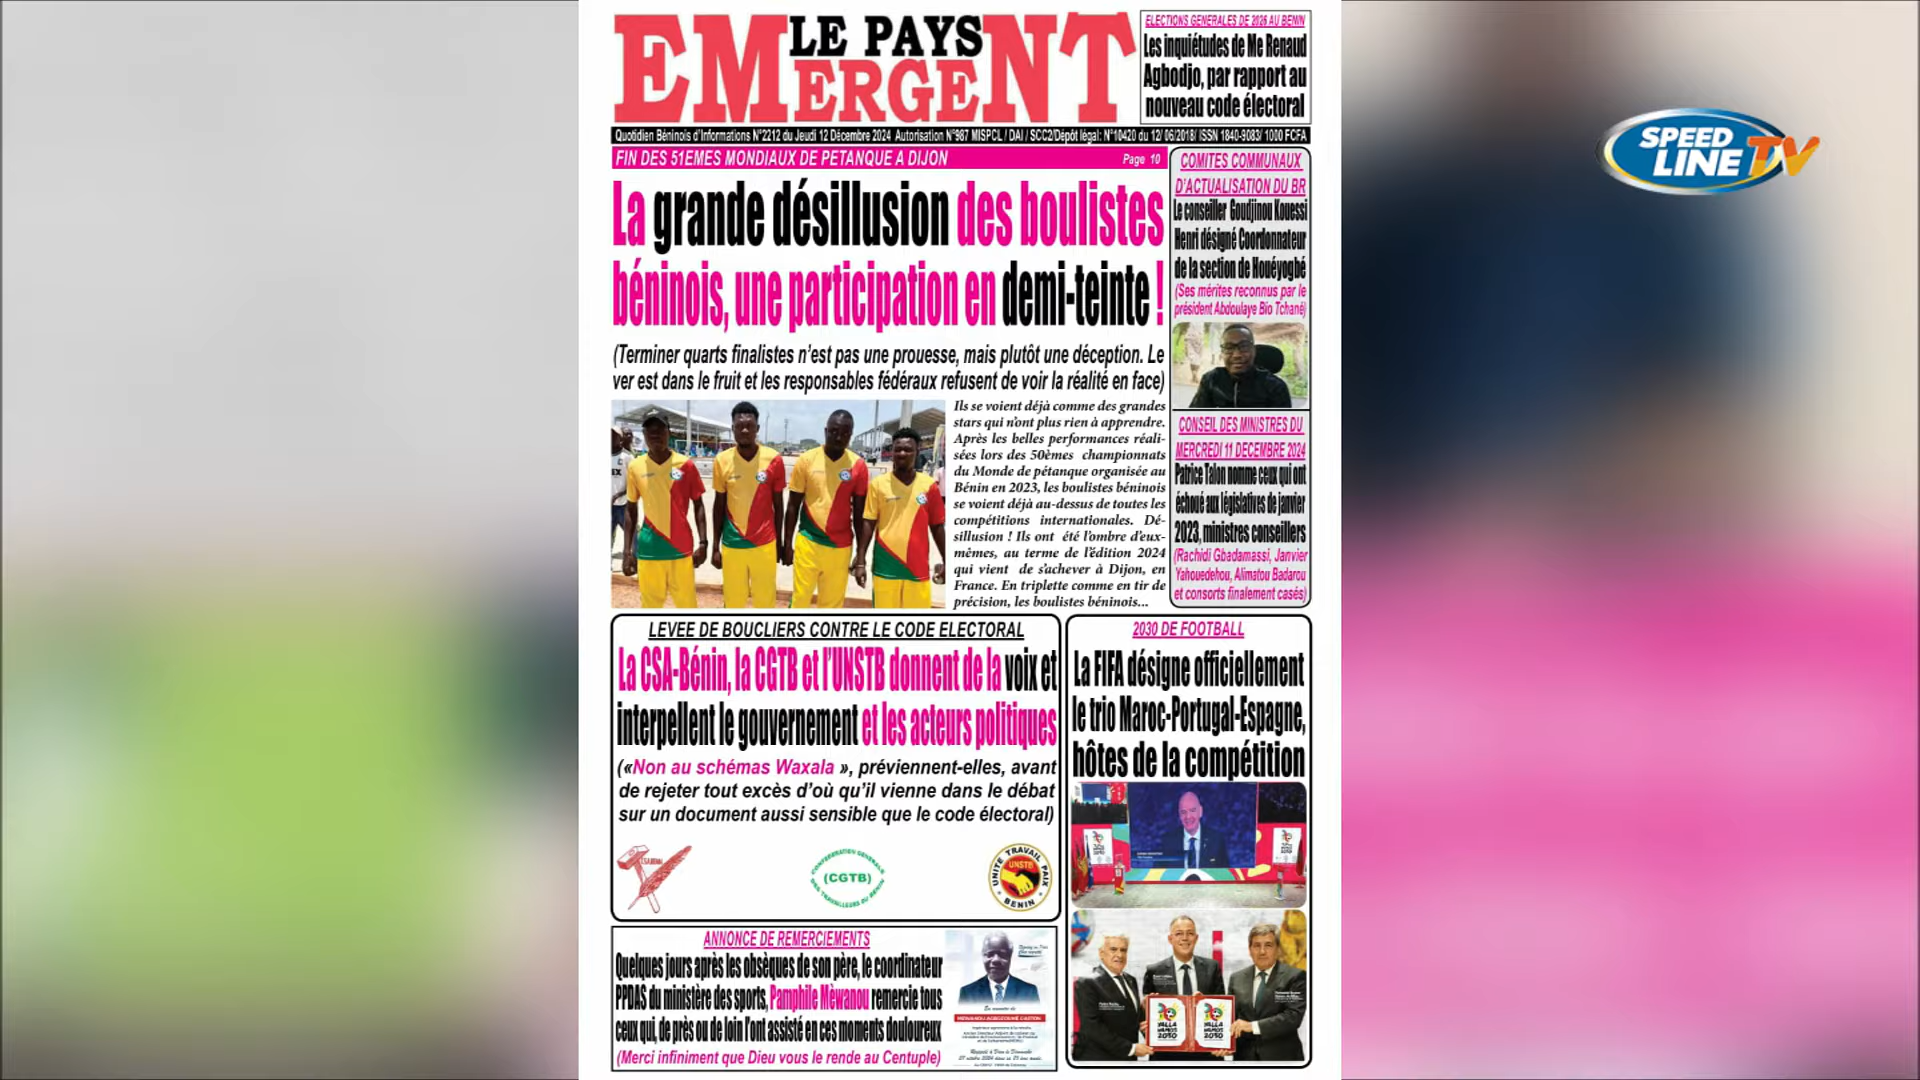 LE PAYS
EMERGENT
ELECTIONS GENERALES DE 2026 AU BENIN
Les inquiétudes de Me Renaud
Agbodjo, par rapport au
nouveau code électoral
Quotidien Béninois d'Informations N°2212 du Jeudi 12 Décembre 2024 Autorisation N°987 MISPCL / DAI / SCC2/Dépôt légal: N°10420 du 12/ 06/2018/ ISSN 1840-9083/ 1000 FCFA
FIN DES 51EMES MONDIAUX DE PETANQUE A DIJON
Page 10
La grande désillusion des boulistes
béninois, une participation en demi-teinte !
(Terminer quarts finalistes n'est pas une prouesse, mais plutôt une déception. Le
ver est dans le fruit et les responsables fédéraux refusent de voir la réalité en face)
Ils se voient déjà comme des grandes
stars qui n'ont plus rien à apprendre.
Après les belles performances réali-
sées lors des 50èmes championnats
du Monde de pétanque organisée au
Bénin en 2023, les boulistes béninois
se voient déjà au-dessus de toutes les
compétitions internationales. Dé-
sillusion ! Ils ont été l'ombre d'eux-
mêmes, au terme de l'édition 2024
qui vient de s'achever à Dijon, en
France. En triplette comme en tir de
précision, les boulistes béninois...
COMITES COMMUNAUX
D'ACTUALISATION DU BR
Le conseiller Goudjinou Kouessi
Henri désigné Coordonnateur
de la section de Houéyogbé
(Ses mérites reconnus par le
président Abdoulaye Bio Tchané)
CONSEIL DES MINISTRES DU
MERCREDI 11 DECEMBRE 2024
Patrice Talon nomme ceux qui ont
échoué aux législatives de janvier
2023, ministres conseillers
(Rachidi Gbadamassi, Janvier
Yahouedehou, Alimatou Badarou
et consorts finalement casés)
LEVEE DE BOUCLIERS CONTRE LE CODE ELECTORAL
La CSA-Bénin, la CGTB et l'UNSTB donnent de la voix et
interpellent le gouvernement et les acteurs politiques
(«Non au schémas Waxala », préviennent-elles, avant
de rejeter tout excès d'où qu'il vienne dans le débat
sur un document aussi sensible que le code électoral)
CSA BENIN
CONFEDERATION GENERALE
(CGTB)
DES TRAVAILLEURS DU BENIN
UNITE TRAVAIL PAIX
UNSTB
BENIN
2030 DE FOOTBALL
La FIFA désigne officiellement
le trio Maroc-Portugal-Espagne,
hôtes de la compétition
YALLA
VAMOS
2030
YALLA
VAMOS
2030
ANNONCE DE REMERCIEMENTS
Quelques jours après les obsèques de son père, le coordinateur
PPDAS du ministère des sports, Pamphile Mèwanou remercie tous
ceux qui, de près ou de loin l'ont assisté en ces moments douloureux
(Merci infiniment que Dieu vous le rende au Centuple)
SPEED
LINE TV